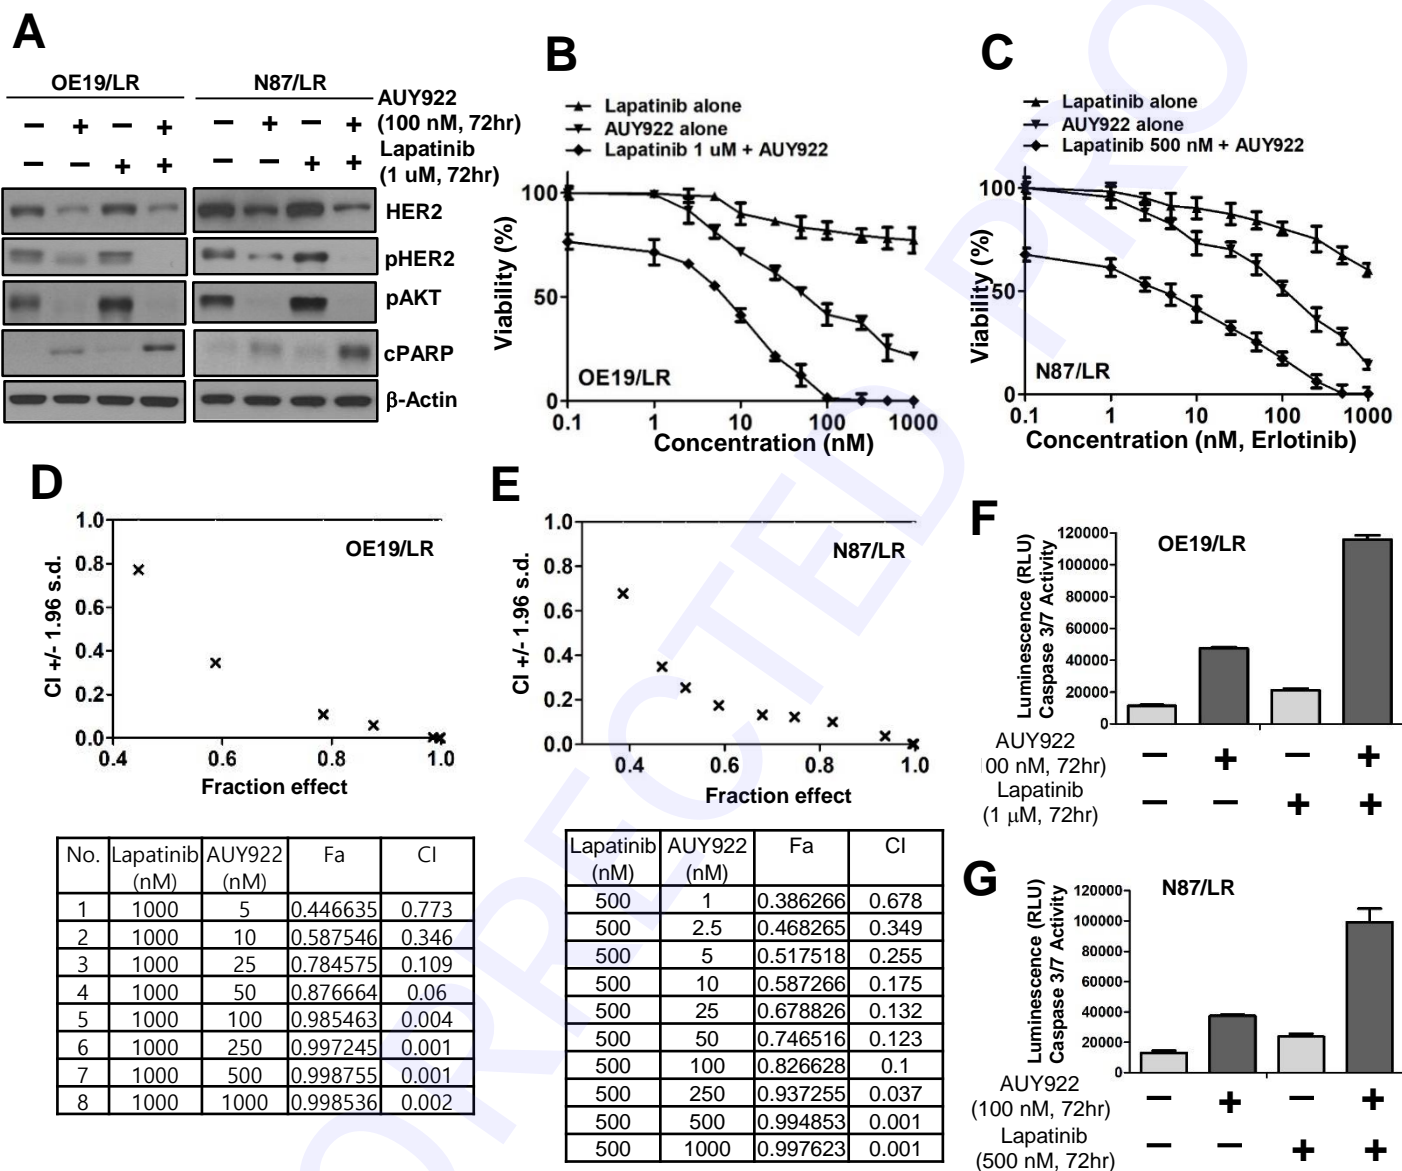 A
OE19/LR
N87/LR
AUY922
(100 nM, 72hr)
− + − +
− + − +
Lapatinib
(1 uM, 72hr)
− − + +
− − + +
HER2
pHER2
pAKT
cPARP
β-Actin
B
Lapatinib alone
AUY922 alone
Lapatinib 1 uM + AUY922
Viability (%)
100
50
0
OE19/LR
0.1 1 10 100 1000
Concentration (nM)
C
Lapatinib alone
AUY922 alone
Lapatinib 500 nM + AUY922
Viability (%)
100
50
0
N87/LR
0.1 1 10 100 1000
Concentration (nM, Erlotinib)
D
CI +/- 1.96 s.d.
1.0
0.8
0.6
0.4
0.2
0.0
OE19/LR
0.4 0.6 0.8 1.0
Fraction effect
No. Lapatinib (nM) AUY922 (nM) Fa CI
1 1000 5 0.446635 0.773
2 1000 10 0.587546 0.346
3 1000 25 0.784575 0.109
4 1000 50 0.876664 0.06
5 1000 100 0.985463 0.004
6 1000 250 0.997245 0.001
7 1000 500 0.998755 0.001
8 1000 1000 0.998536 0.002
E
CI +/- 1.96 s.d.
1.0
0.8
0.6
0.4
0.2
0.0
N87/LR
0.4 0.6 0.8 1.0
Fraction effect
Lapatinib (nM) AUY922 (nM) Fa CI
500 1 0.386266 0.678
500 2.5 0.468265 0.349
500 5 0.517518 0.255
500 10 0.587266 0.175
500 25 0.678826 0.132
500 50 0.746516 0.123
500 100 0.826628 0.1
500 250 0.937255 0.037
500 500 0.994853 0.001
500 1000 0.997623 0.001
F
Luminescence (RLU)
Caspase 3/7 Activity
120000
100000
80000
60000
40000
20000
0
OE19/LR
AUY922
00 nM, 72hr)
− + − +
Lapatinib
(1 μM, 72hr)
− − + +
G
Luminescence (RLU)
Caspase 3/7 Activity
120000
100000
80000
60000
40000
20000
0
N87/LR
AUY922
(100 nM, 72hr)
− + − +
Lapatinib
(500 nM, 72hr)
− − + +
ORRECTED PRO